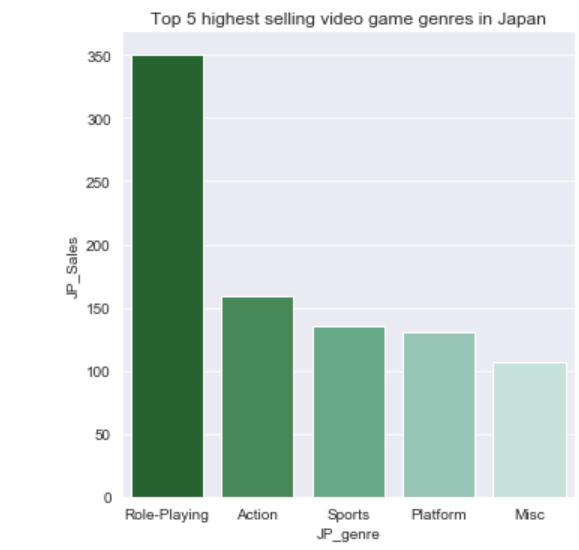 Top 5 highest selling video game genres in Japan
350
300
250
200
150
100
50
0
JP_Sales
Role-Playing Action Sports Platform Misc
JP_genre